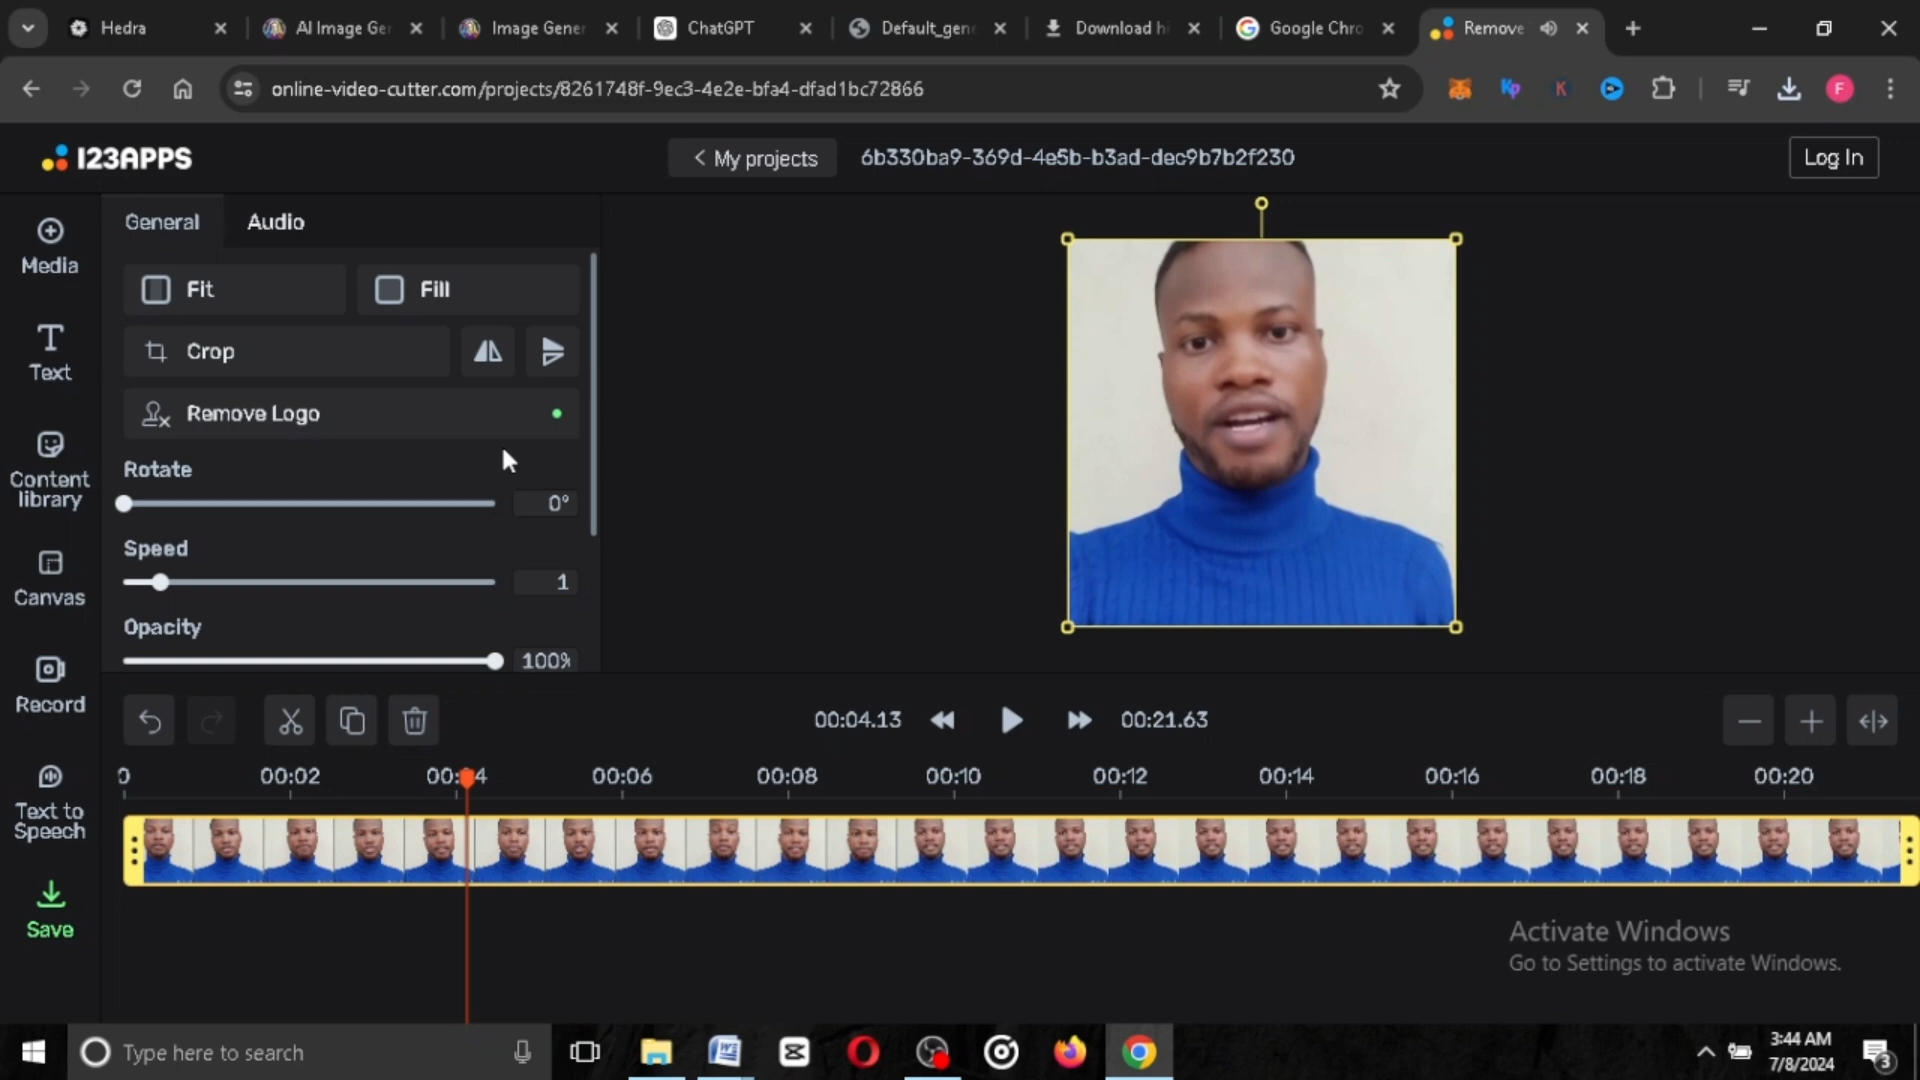 Hedra
AI Image Ger
Image Gener
ChatGPT
Default_gen
Download hi
Google Chro
Remove
online-video-cutter.com/projects/8261748f-9ec3-4e2e-bfa4-dfad1bc72866
F
123APPS
My projects
6b330ba9-369d-4e5b-b3ad-dec9b7b2f230
Log In
Media
Text
Content
library
Canvas
Record
Text to
Speech
Save
General
Audio
Fit
Fill
Crop
Remove Logo
Rotate
0°
Speed
1
Opacity
100%
00:04.13
00:21.63
0
00:02
00:04
00:06
00:08
00:10
00:12
00:14
00:16
00:18
00:20
Activate Windows
Go to Settings to activate Windows.
Type here to search
3:44 AM
7/8/2024
3